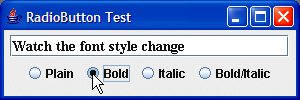 RadioButton Test
Watch the font style change
Plain Bold Italic Bold/Italic